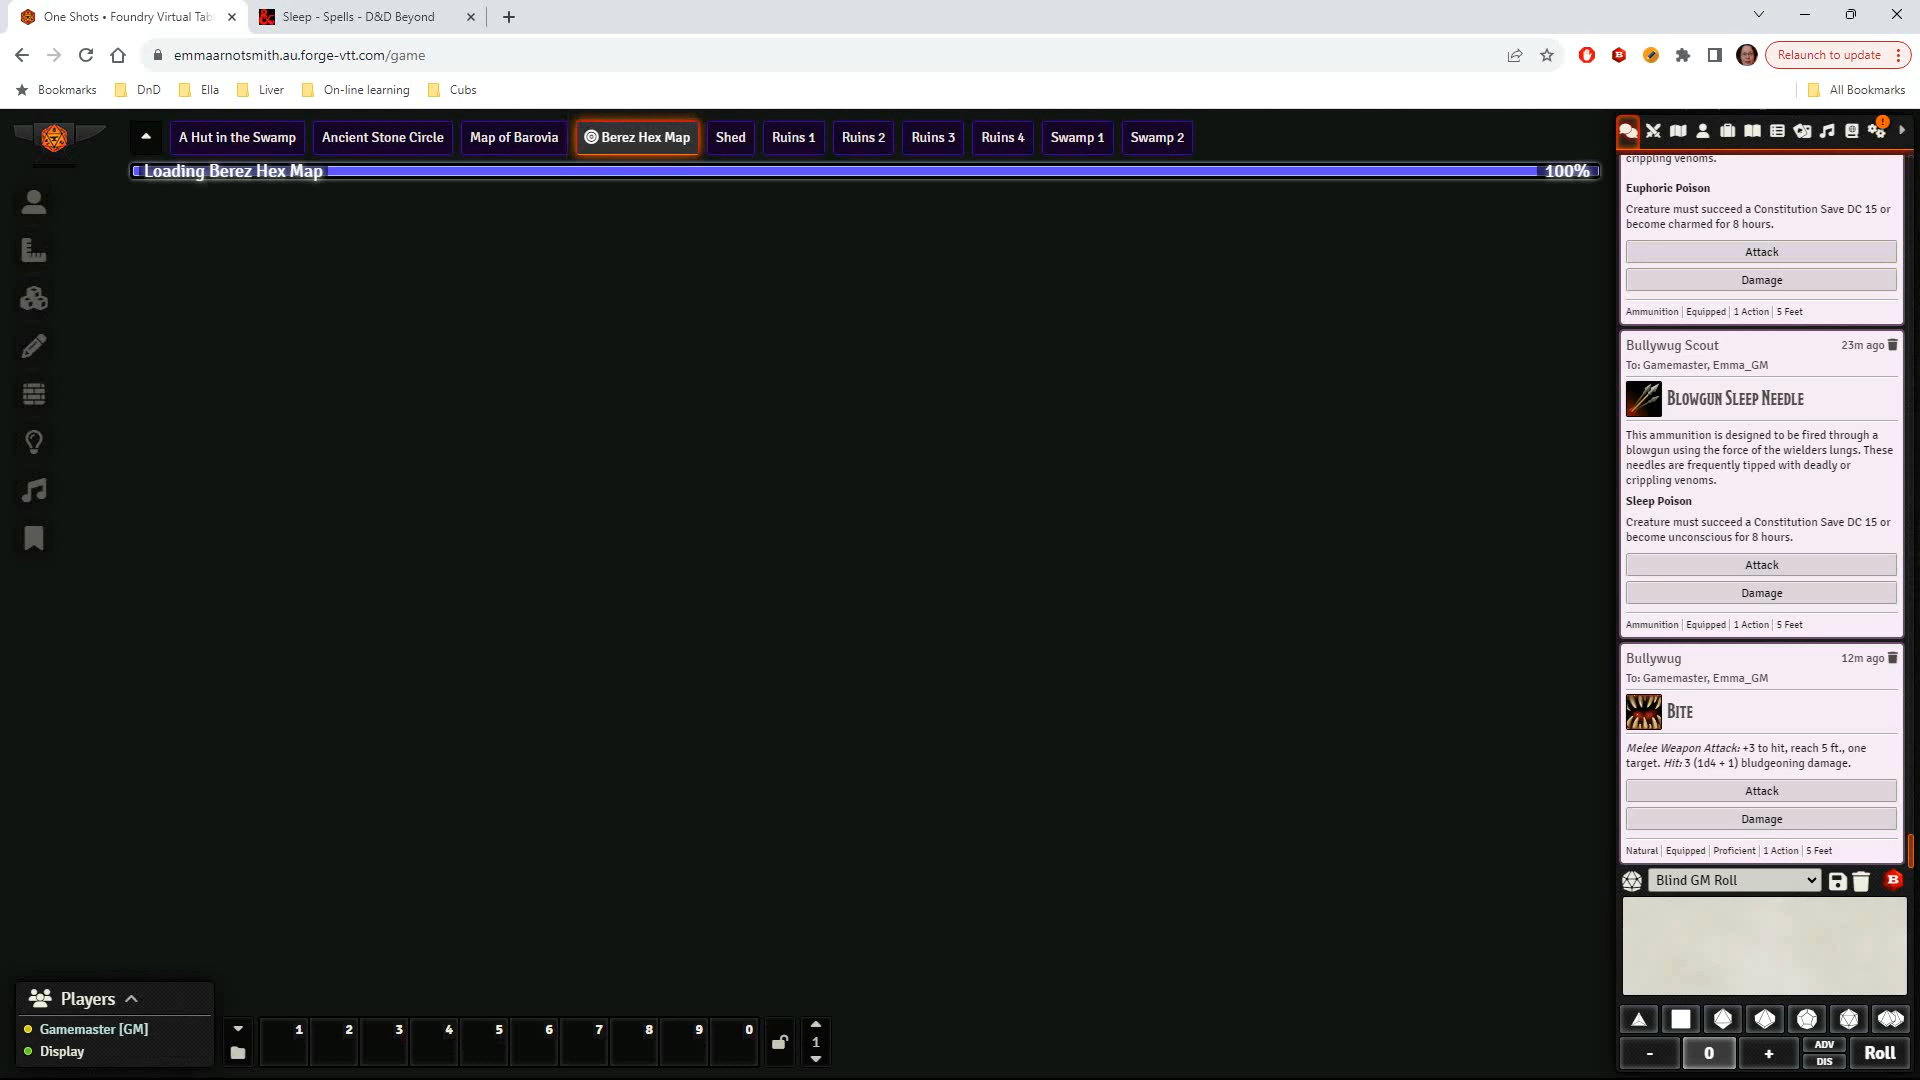 One Shots • Foundry Virtual Tab
Sleep - Spells - D&D Beyond
emmaarnotsmith.au.forge-vtt.com/game
Relaunch to update
Bookmarks
DnD
Ella
Liver
On-line learning
Cubs
All Bookmarks
A Hut in the Swamp
Ancient Stone Circle
Map of Barovia
Berez Hex Map
Shed
Ruins 1
Ruins 2
Ruins 3
Ruins 4
Swamp 1
Swamp 2
Loading Berez Hex Map
100%
crippling venoms.
Euphoric Poison
Creature must succeed a Constitution Save DC 15 or
become charmed for 8 hours.
Attack
Damage
Ammunition | Equipped | 1 Action | 5 Feet
Bullywug Scout
23m ago
To: Gamemaster, Emma_GM
Blowgun Sleep Needle
This ammunition is designed to be fired through a
blowgun using the force of the wielders lungs. These
needles are frequently tipped with deadly or
crippling venoms.
Sleep Poison
Creature must succeed a Constitution Save DC 15 or
become unconscious for 8 hours.
Attack
Damage
Ammunition | Equipped | 1 Action | 5 Feet
Bullywug
12m ago
To: Gamemaster, Emma_GM
Bite
Melee Weapon Attack: +3 to hit, reach 5 ft., one
target. Hit: 3 (1d4 + 1) bludgeoning damage.
Attack
Damage
Natural | Equipped | Proficient | 1 Action | 5 Feet
Blind GM Roll
B
Players
Gamemaster [GM]
Display
1
2
3
4
5
6
7
8
9
0
1
-
0
+
ADV
DIS
Roll